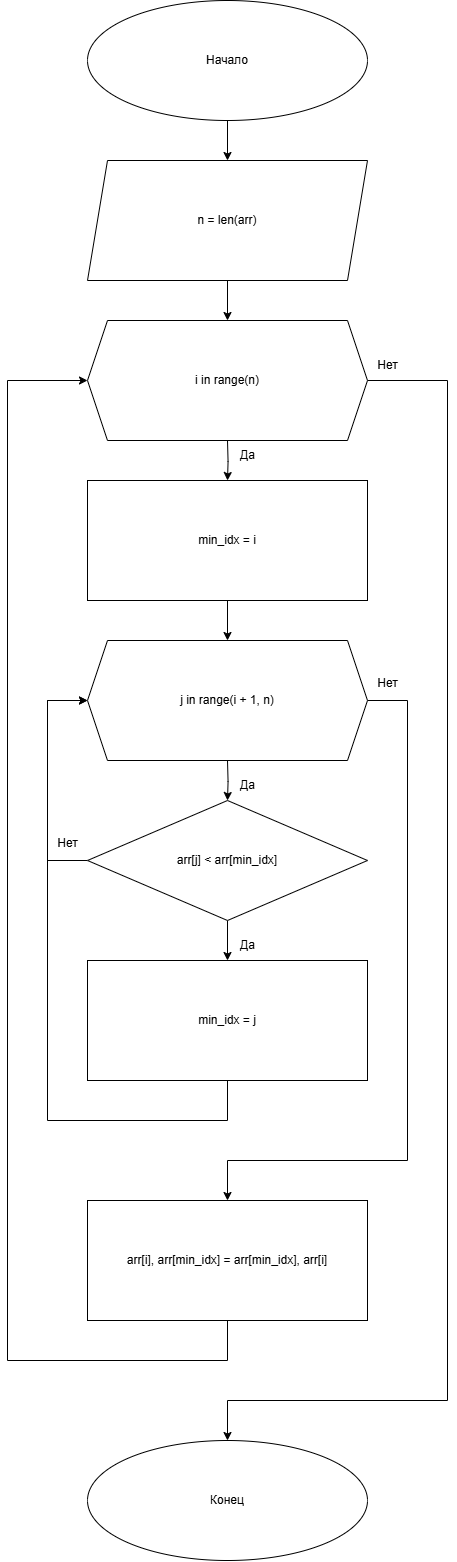 Начало
n = len(arr)
i in range(n)
Нет
Да
min_idx = i
j in range(i + 1, n)
Нет
Да
arr[j] < arr[min_idx]
Нет
Да
min_idx = j
arr[i], arr[min_idx] = arr[min_idx], arr[i]
Конец